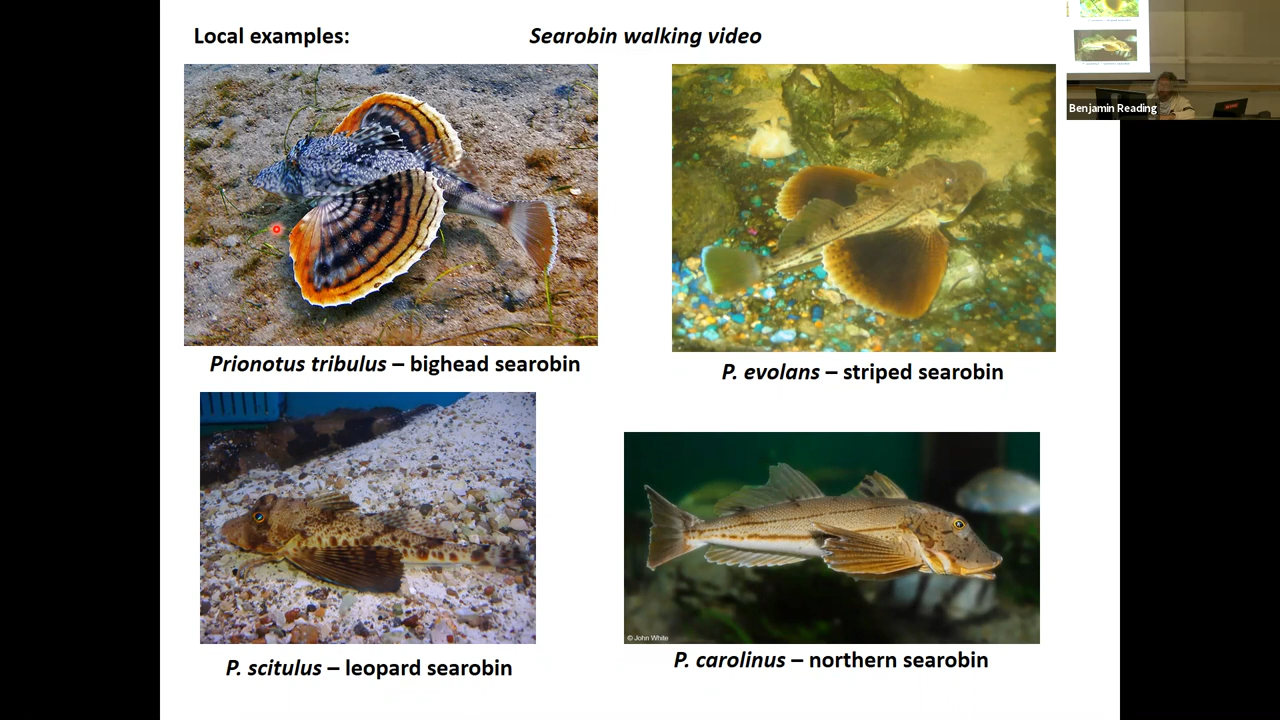 Local examples:
Searobin walking video
Benjamin Reading
Prionotus tribulus – bighead searobin
P. evolans – striped searobin
© John White
P. scitulus – leopard searobin
P. carolinus – northern searobin